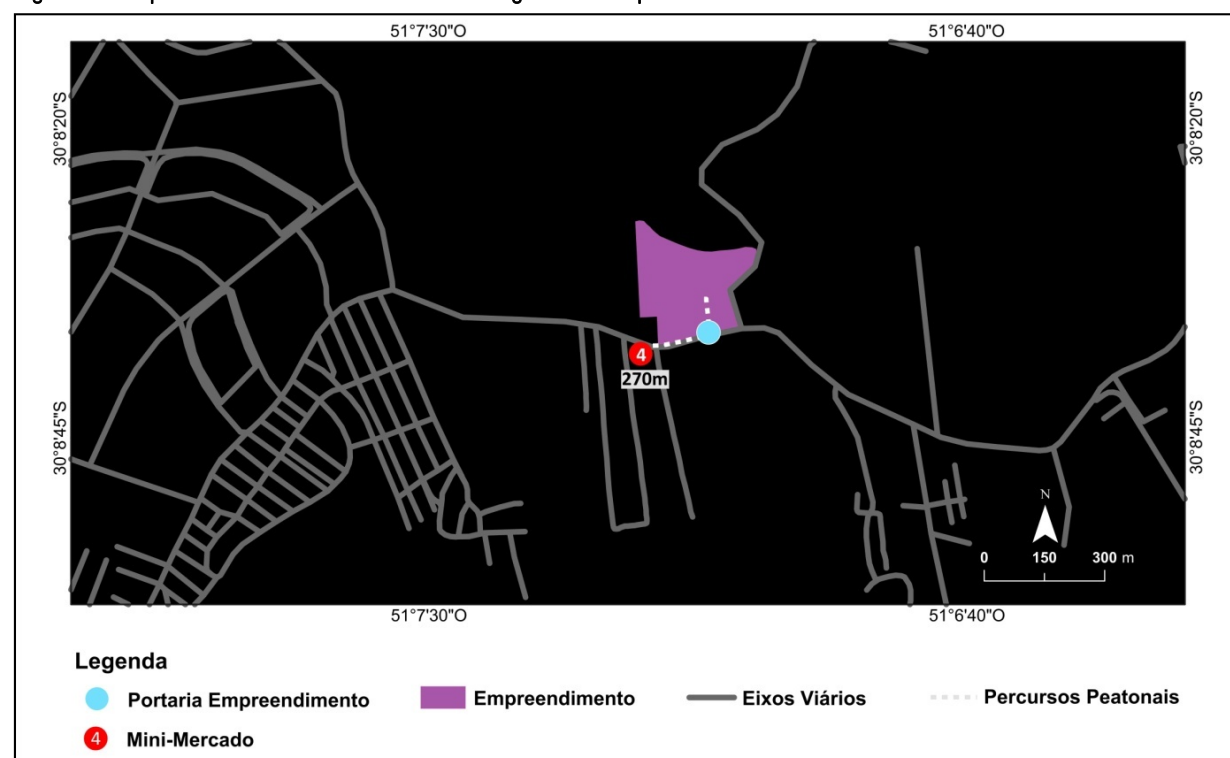 51°7'30"O 51°6'40"O
30°8'20"S 30°8'20"S
4
270m
30°8'45"S 30°8'45"S
N
0 150 300 m
51°7'30"O 51°6'40"O
Legenda
Portaria Empreendimento Empreendimento Eixos Viários Percursos Peatonais
4 Mini-Mercado